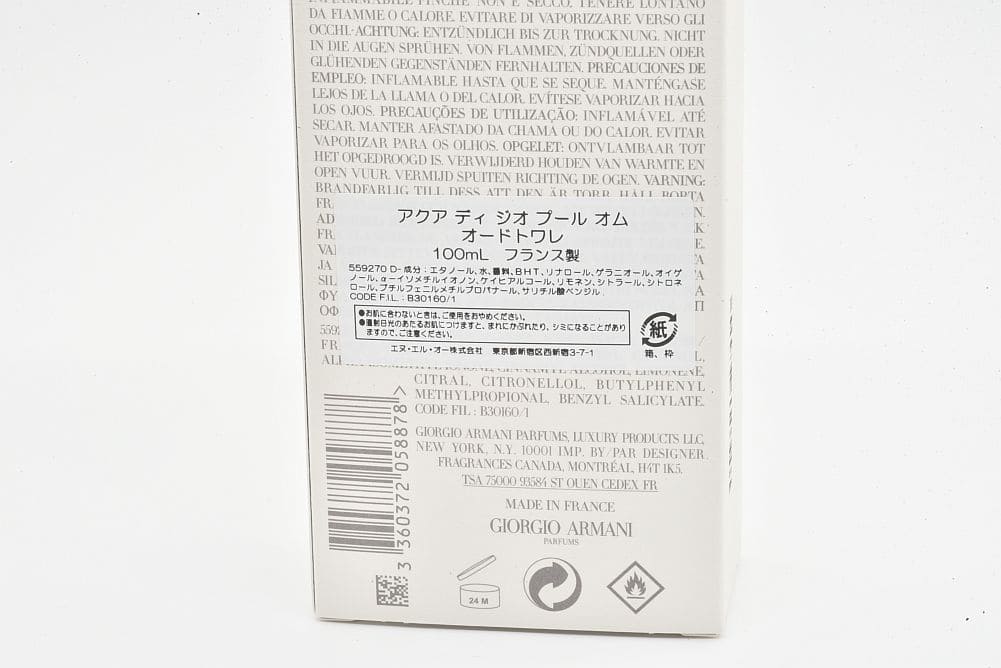 INFLAMMABILE FINCHÉ NON È SECCO. TENERE LONTANO
DA FIAMME O CALORE. EVITARE DI VAPORIZZARE VERSO GLI
OCCHI.-ACHTUNG: ENTZÜNDLICH BIS ZUR TROCKNUNG. NICHT
IN DIE AUGEN SPRÜHEN. VON FLAMMEN, ZÜNDQUELLEN ODER
GLÜHENDEN GEGENSTÄNDEN FERNHALTEN. PRECAUCIONES DE
EMPLEO: INFLAMABLE HASTA QUE SE SEQUE. MANTÉNGASE
LEJOS DE LA LLAMA O DEL CALOR. EVÍTESE VAPORIZAR HACIA
LOS OJOS. PRECAUÇÕES DE UTILIZAÇÃO: INFLAMÁVEL ATÉ
SECAR. MANTER AFASTADO DA CHAMA OU DO CALOR. EVITAR
VAPORIZAR PARA OS OLHOS. OPGELET: ONTVLAMBAAR TOT
HET OPGEDROOGD IS. VERWIJDERD HOUDEN VAN WARMTE EN
OPEN VUUR. VERMIJD SPUITEN RICHTING DE OGEN. VARNING:
BRANDFARLIG TILL DESS ATT DEN ÄR TORR. HÅLL BORTA
アクア ディ ジオ プール オム
オードトワレ
100mL フランス製
559270 D-成分:エタノール、水、香料、BHT、リナロール、ゲラニオール、オイゲ
ノール、α-イソメチルイオノン、ケイヒアルコール、リモネン、シトラール、シトロネ
ロール、ブチルフェニルメチルプロパナール、サリチル酸ベンジル
CODE F.I.L.: B30160/1
●お肌に合わないときは、ご使用をおやめください。
●直射日光のあたるお肌につけますと、まれにかぶれたり、シミになることがあり
ますので、ご注意ください。
紙
箱、枠
エヌ・エル・オー株式会社 東京都新宿区西新宿3-7-1
CITRAL, CITRONELLOL, BUTYLPHENYL
METHYLPROPIONAL, BENZYL SALICYLATE.
CODE FIL : B30160/1
GIORGIO ARMANI PARFUMS, LUXURY PRODUCTS LLC,
NEW YORK, N.Y. 10001 IMP. BY/PAR DESIGNER
FRAGRANCES CANADA, MONTRÉAL, H4T 1K5.
TSA 75000 93584 ST OUEN CEDEX FR
MADE IN FRANCE
GIORGIO ARMANI
PARFUMS
3 360372 058878 >
24 M